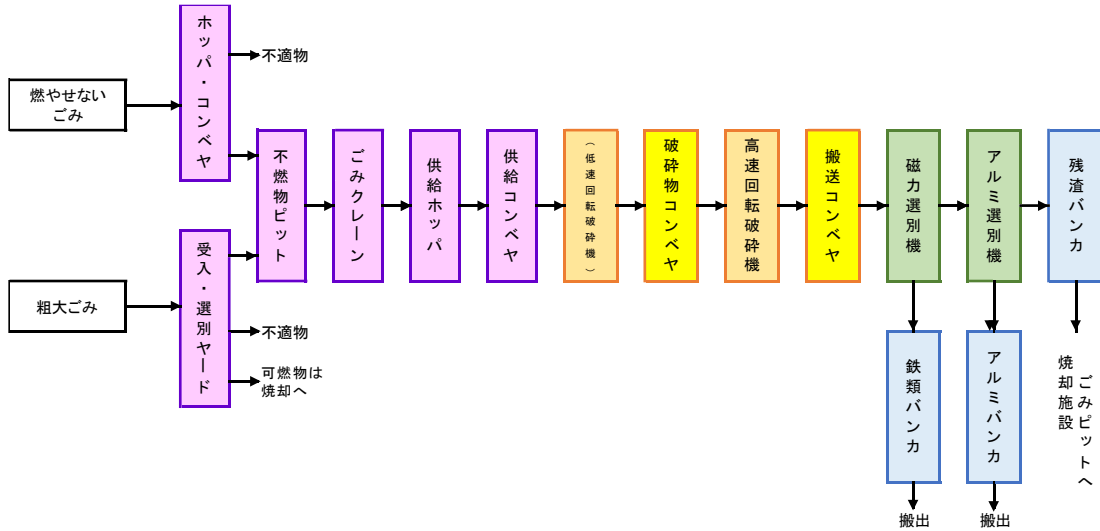 燃やせない
ごみ
粗大ごみ
ホッパ・コンベヤ
不適物
受入・選別ヤード
不適物
可燃物は
焼却へ
不燃物ピット
ごみクレーン
供給ホッパ
供給コンベヤ
（低速回転破砕機）
破砕物コンベヤ
高速回転破砕機
搬送コンベヤ
磁力選別機
アルミ選別機
残渣バンカ
鉄類バンカ
アルミバンカ
焼却施設
ごみピットへ
搬出
搬出